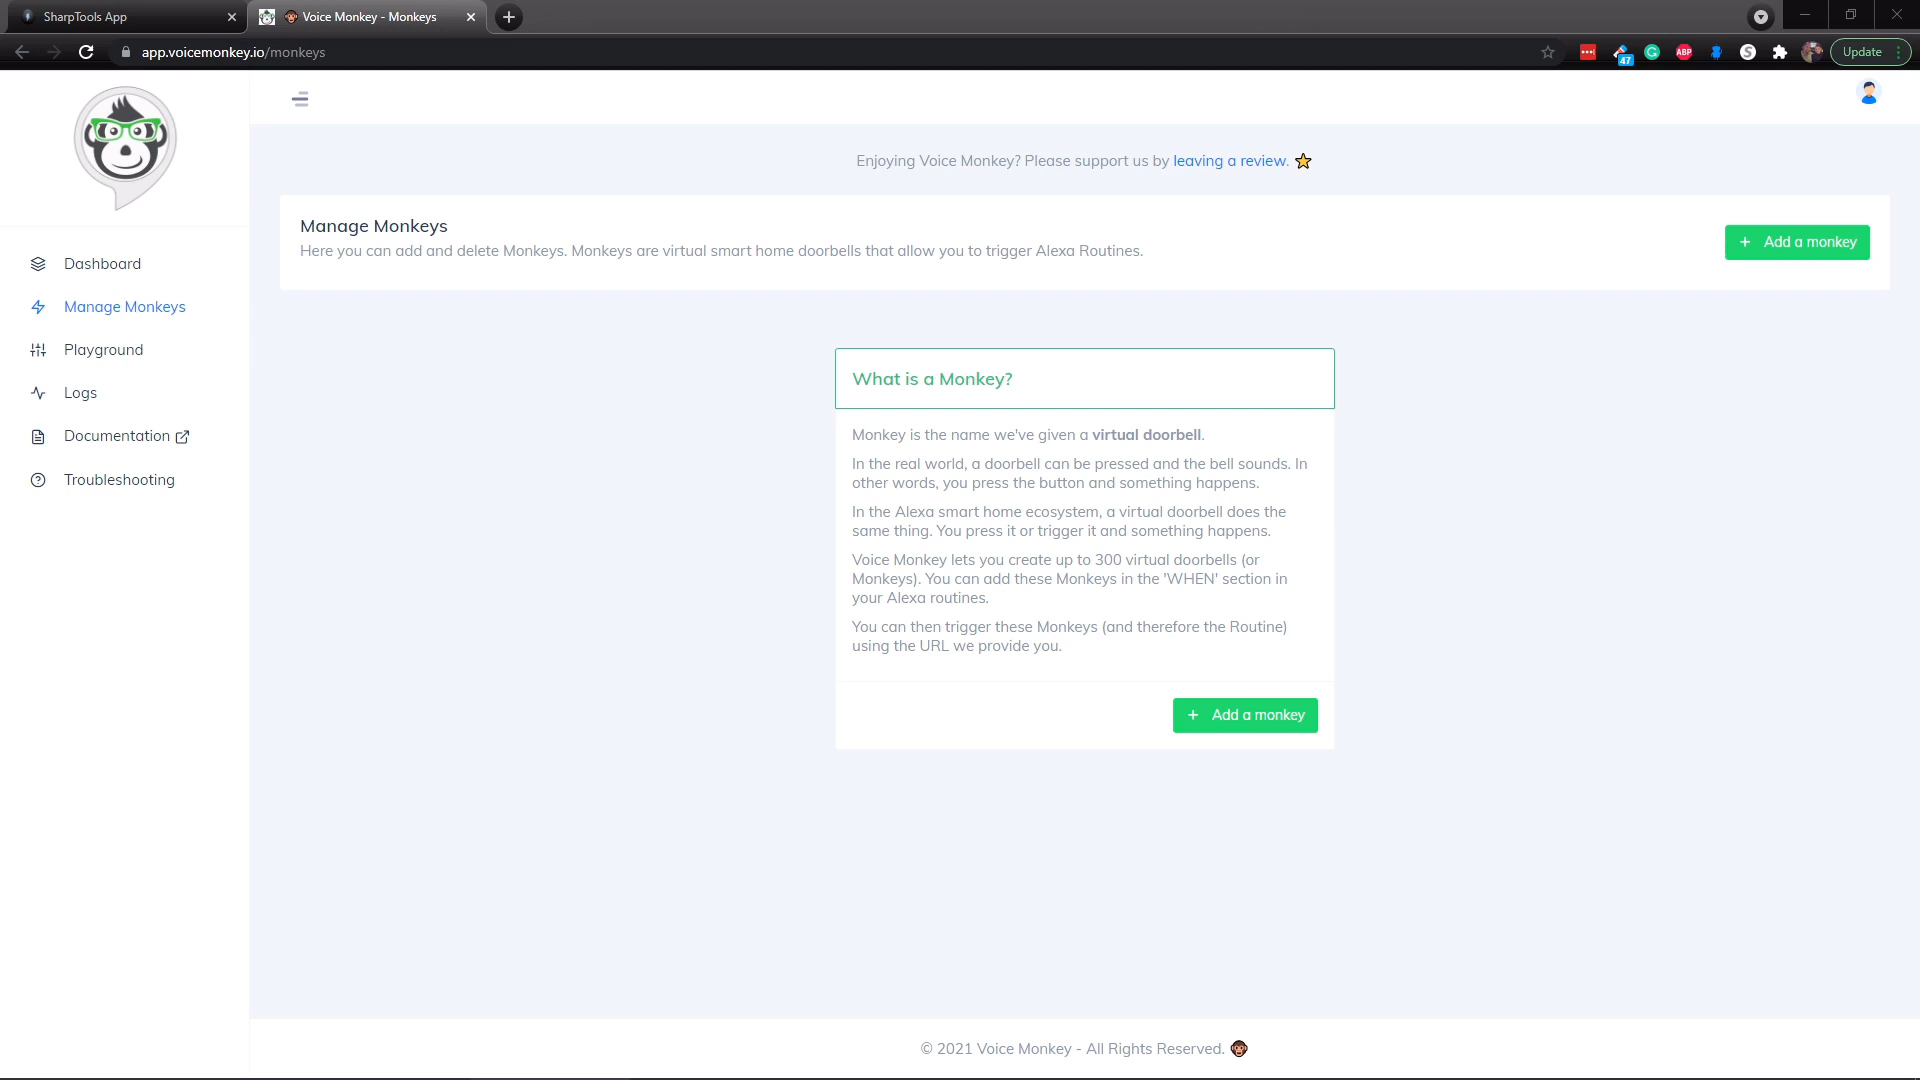 SharpTools App
Voice Monkey - Monkeys
app.voicemonkey.io/monkeys
47
ABP
Update
Enjoying Voice Monkey? Please support us by leaving a review.
Manage Monkeys
Here you can add and delete Monkeys. Monkeys are virtual smart home doorbells that allow you to trigger Alexa Routines.
+ Add a monkey
Dashboard
Manage Monkeys
Playground
Logs
Documentation
Troubleshooting
What is a Monkey?
Monkey is the name we've given a virtual doorbell.
In the real world, a doorbell can be pressed and the bell sounds. In
other words, you press the button and something happens.
In the Alexa smart home ecosystem, a virtual doorbell does the
same thing. You press it or trigger it and something happens.
Voice Monkey lets you create up to 300 virtual doorbells (or
Monkeys). You can add these Monkeys in the 'WHEN' section in
your Alexa routines.
You can then trigger these Monkeys (and therefore the Routine)
using the URL we provide you.
+ Add a monkey
© 2021 Voice Monkey - All Rights Reserved.